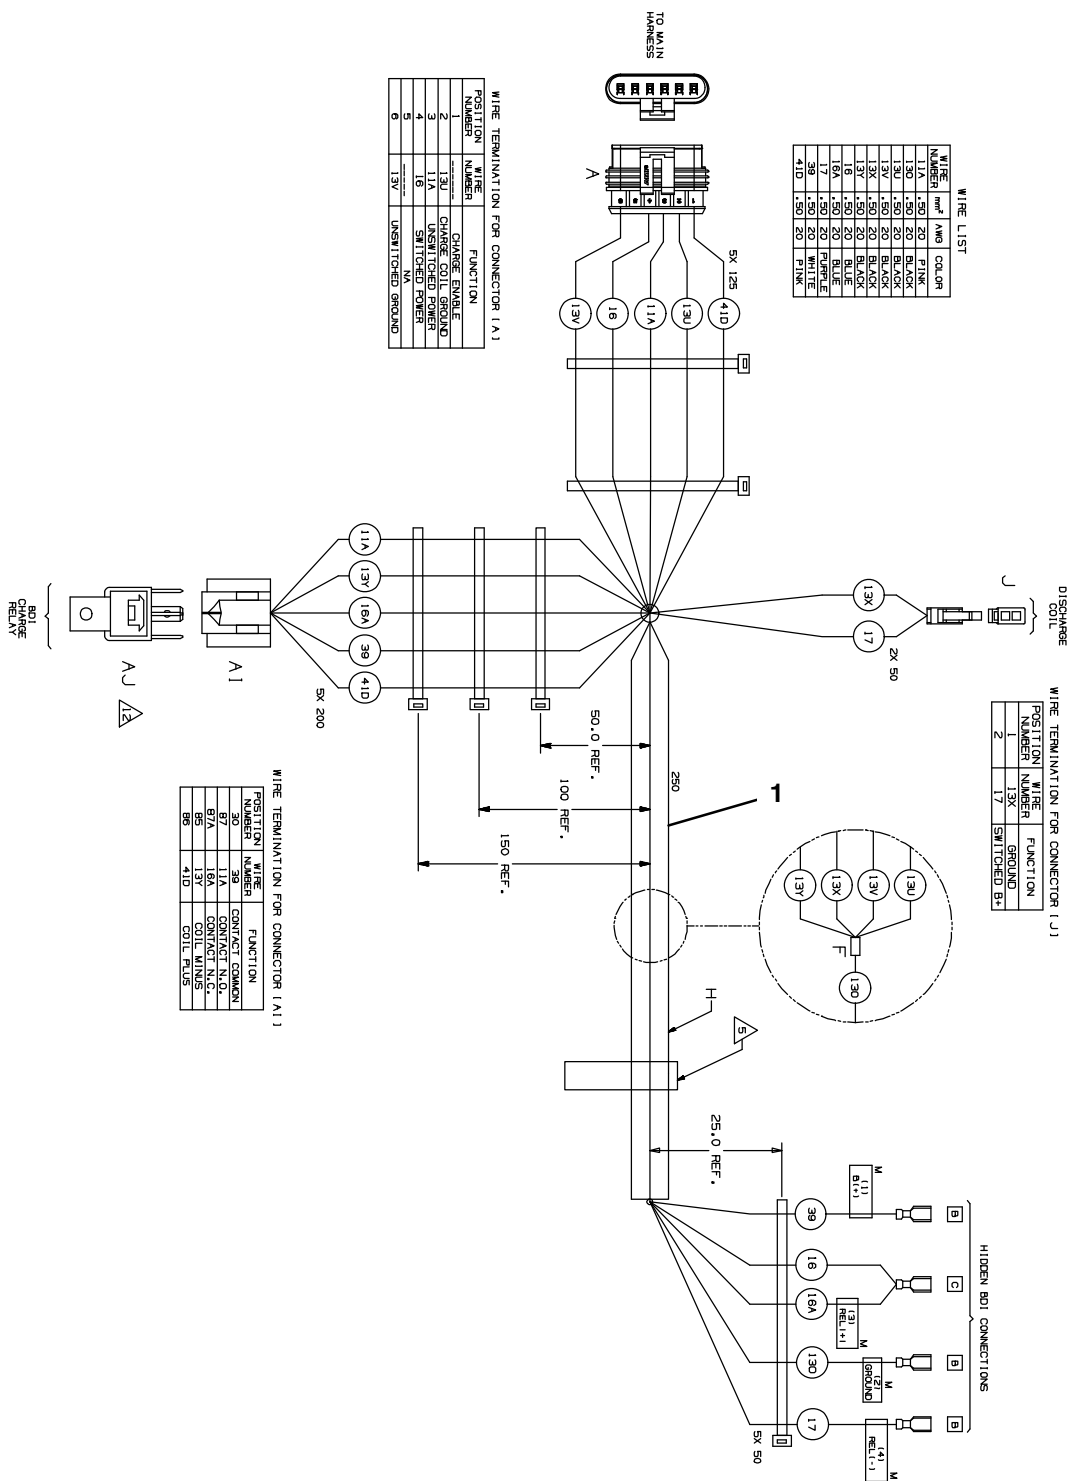 WIRE LIST
WIRE NUMBER mm² AWG COLOR
11A .50 20 PINK
130 .50 20 BLACK
13U .50 20 BLACK
13V .50 20 BLACK
13X .50 20 BLACK
13Y .50 20 BLACK
16 .50 20 BLUE
16A .50 20 BLUE
17 .50 20 PURPLE
39 .50 20 WHITE
41D .50 20 PINK
TO MAIN
HARNESS
A
5X 125
41D
13U
11A
16
13V
WIRE TERMINATION FOR CONNECTOR (A)
POSITION NUMBER WIRE NUMBER FUNCTION
1 ------ CHARGE ENABLE
2 13U CHARGE COIL GROUND
3 11A UNSWITCHED POWER
4 16 SWITCHED POWER
5 ------ NA
6 13V UNSWITCHED GROUND
DISCHARGE
COIL
J
13X
17
2X 50
WIRE TERMINATION FOR CONNECTOR (J)
POSITION NUMBER WIRE NUMBER FUNCTION
1 13X GROUND
2 17 SWITCHED B+
11A
13Y
16A
39
41D
5X 200
AI
AJ
12
BDI
CHARGE
RELAY
WIRE TERMINATION FOR CONNECTOR (AI)
POSITION NUMBER WIRE NUMBER FUNCTION
30 39 CONTACT COMMON
87 11A CONTACT N.O.
87A 16A CONTACT N.C.
85 13Y COIL MINUS
86 41D COIL PLUS
50.0 REF.
100 REF.
150 REF.
250
1
13U
13V
13X
13Y
F
130
H
5
25.0 REF.
HIDDEN BDI CONNECTIONS
B
C
B
B
M
(1)
B(+)
39
16
16A
M
(3)
REL(+)
130
M
(2)
GROUND
17
M
(4)
REL(-)
5X 50